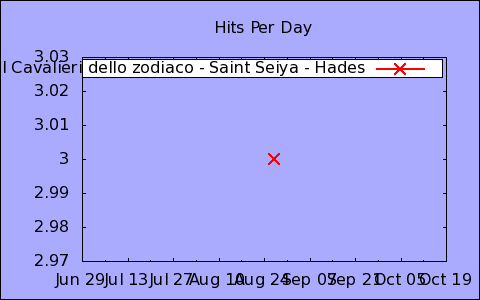 Hits Per Day
3.03
I Cavalieri dello zodiaco - Saint Seiya - Hades
3.02
3.01
3
2.99
2.98
2.97
Jun 29 Jul 13 Jul 27 Aug 10 Aug 24 Sep 07 Sep 21 Oct 05 Oct 19